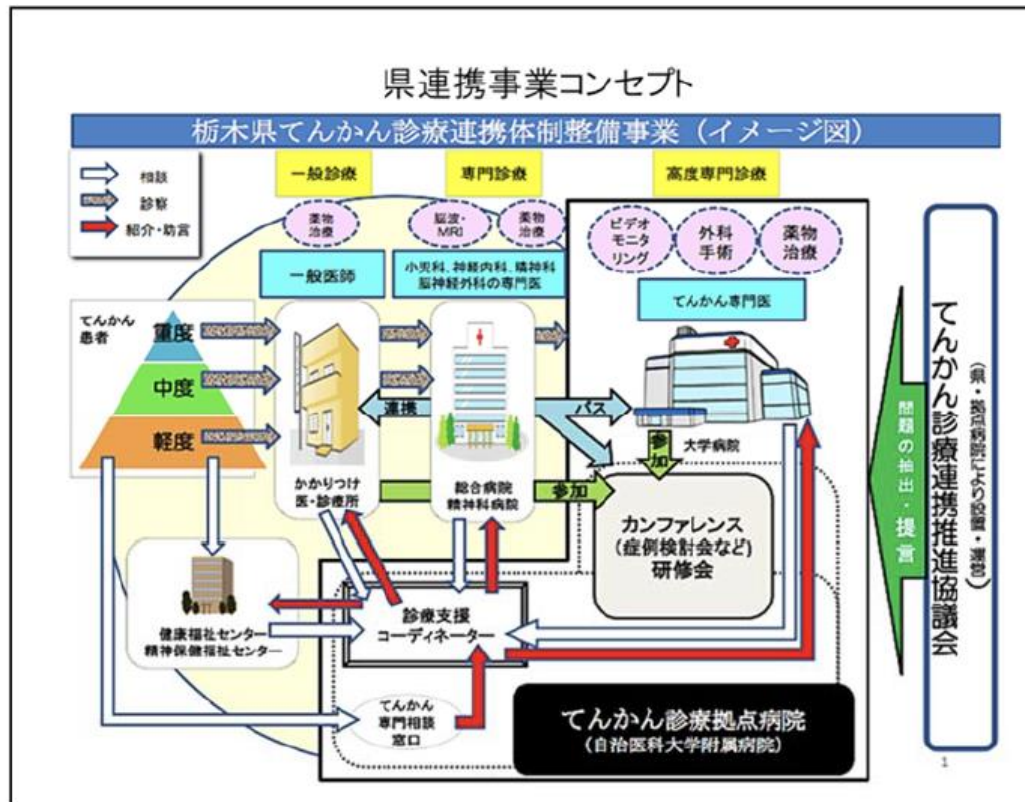 県連携事業コンセプト
栃木県てんかん診療連携体制整備事業（イメージ図）
相談
診察
紹介・助言
一般診療
専門診療
高度専門診療
薬物
治療
脳波・
MRI
薬物
治療
ビデオ
モニタ
リング
外科
手術
薬物
治療
一般医師
小児科、神経内科、精神科
脳神経外科の専門医
てんかん専門医
てんかん
患者
重度
中度
軽度
連携
パス
かかりつけ
医・診療所
総合病院
精神科病院
大学病院
参加
参加
カンファレンス
（症例検討会など）
研修会
健康福祉センター
精神保健福祉センター
診療支援
コーディネーター
てんかん
専門相談
窓口
てんかん診療拠点病院
（自治医科大学附属病院）
問題の抽出・提言
てんかん診療連携推進協議会
（県・拠点病院により設置・運営）
1